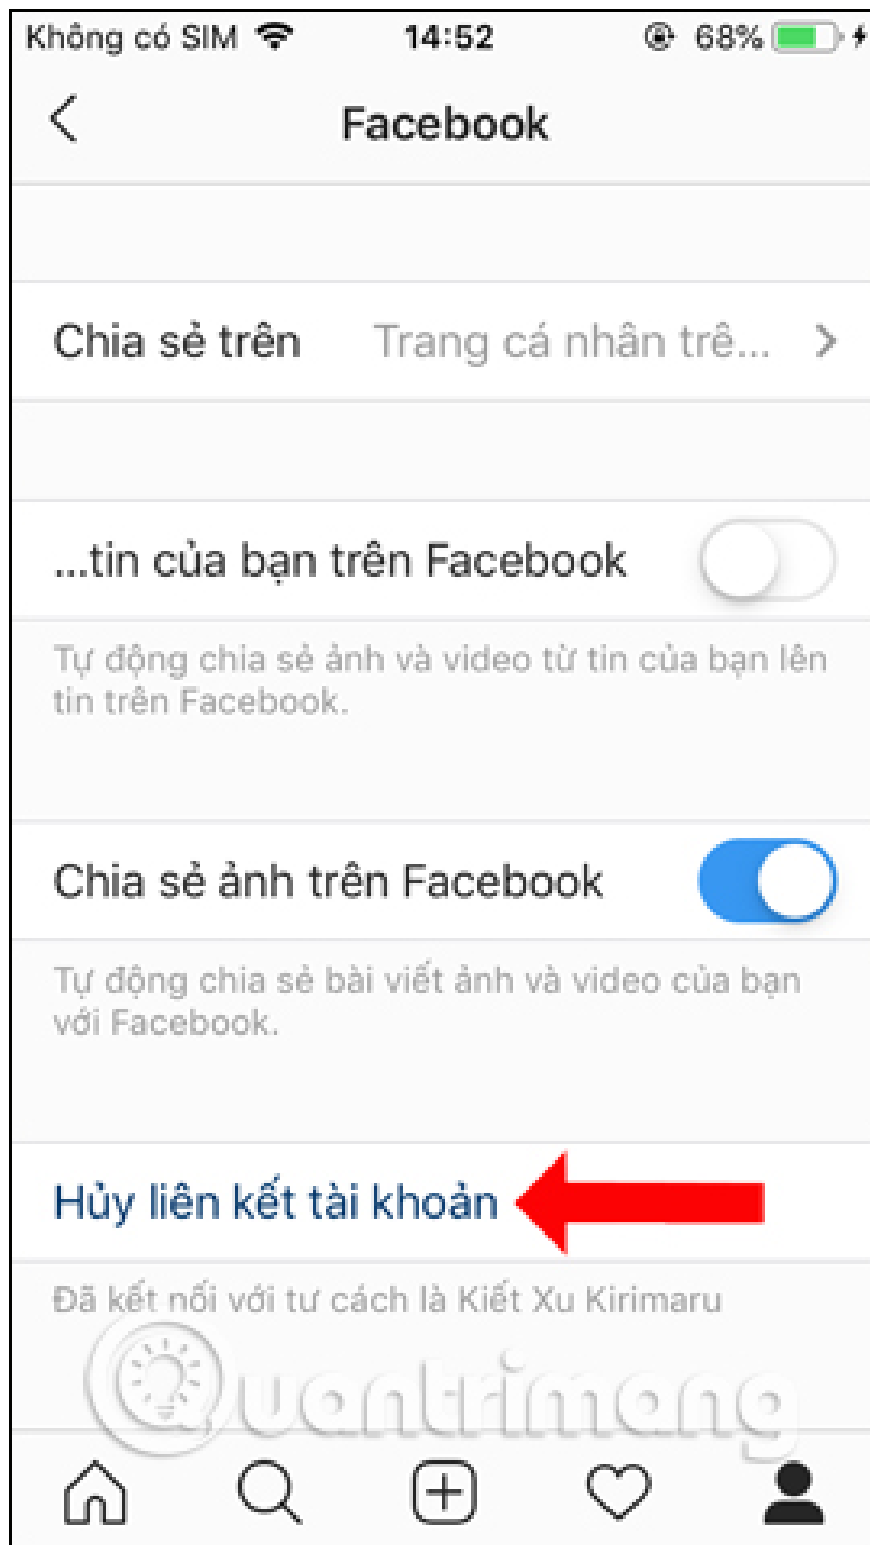 Không có SIM 14:52 68%
Facebook
Chia sẻ trên Trang cá nhân trê...
...tin của bạn trên Facebook
Tự động chia sẻ ảnh và video từ tin của bạn lên
tin trên Facebook.
Chia sẻ ảnh trên Facebook
Tự động chia sẻ bài viết ảnh và video của bạn
với Facebook.
Hủy liên kết tài khoản
Đã kết nối với tư cách là Kiết Xu Kirimaru
Quantrimang